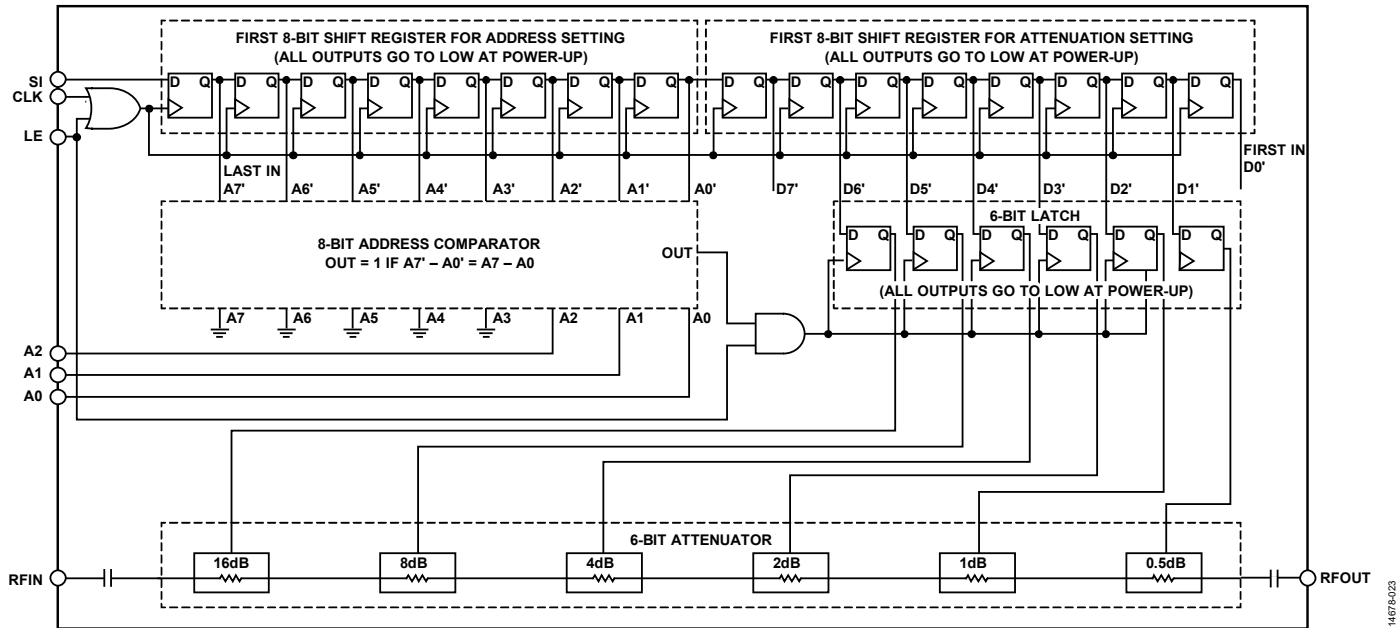 FIRST 8-BIT SHIFT REGISTER FOR ADDRESS SETTING
(ALL OUTPUTS GO TO LOW AT POWER-UP)
FIRST 8-BIT SHIFT REGISTER FOR ATTENUATION SETTING
(ALL OUTPUTS GO TO LOW AT POWER-UP)
SI
CLK
LE
D Q D Q D Q D Q D Q D Q D Q D Q D Q D Q D Q D Q D Q D Q D Q D Q
LAST IN
FIRST IN
A7' A6' A5' A4' A3' A2' A1' A0' D7' D6' D5' D4' D3' D2' D1' D0'
8-BIT ADDRESS COMPARATOR
OUT = 1 IF A7' – A0' = A7 – A0
OUT
6-BIT LATCH
D Q D Q D Q D Q D Q D Q
(ALL OUTPUTS GO TO LOW AT POWER-UP)
A7 A6 A5 A4 A3 A2 A1 A0
A2
A1
A0
6-BIT ATTENUATOR
16dB 8dB 4dB 2dB 1dB 0.5dB
RFIN
RFOUT
14678-023